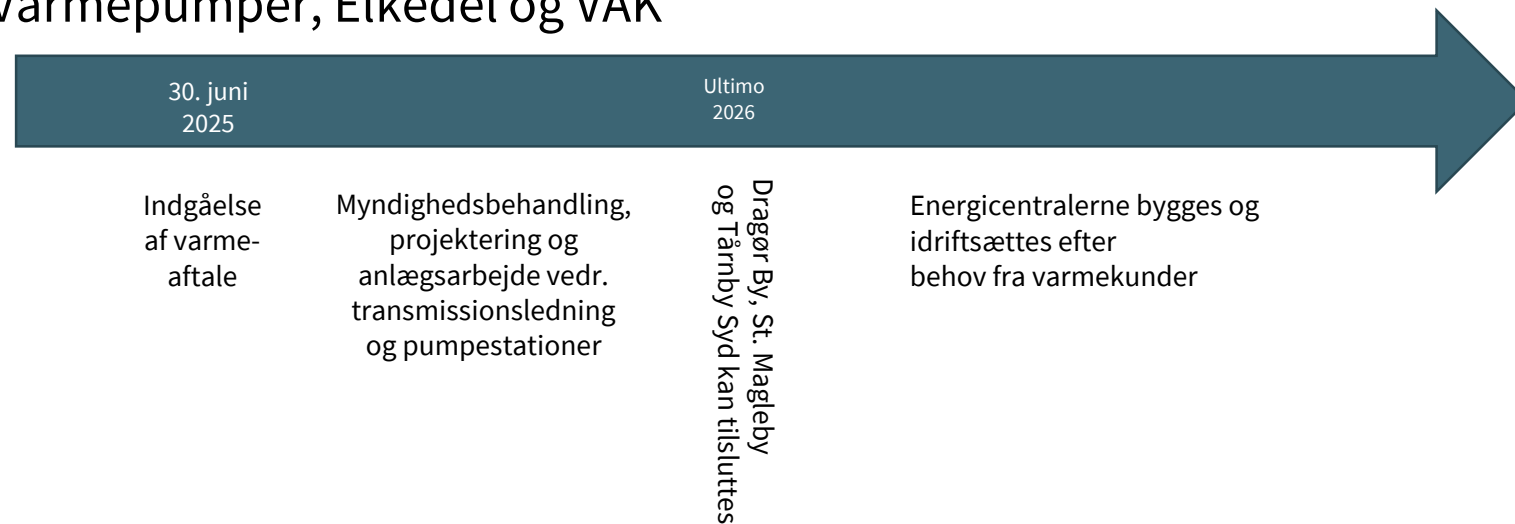 Varmepumper, Elkedel og VAK
30. juni
2025
Ultimo
2026
Indgåelse
af varme-
aftale
Myndighedsbehandling,
projektering og
anlægsarbejde vedr.
transmissionsledning
og pumpestationer
Dragør By, St. Magleby
og Tårnby Syd kan tilsluttes
Energicentralerne bygges og
idriftsættes efter
behov fra varmekunder